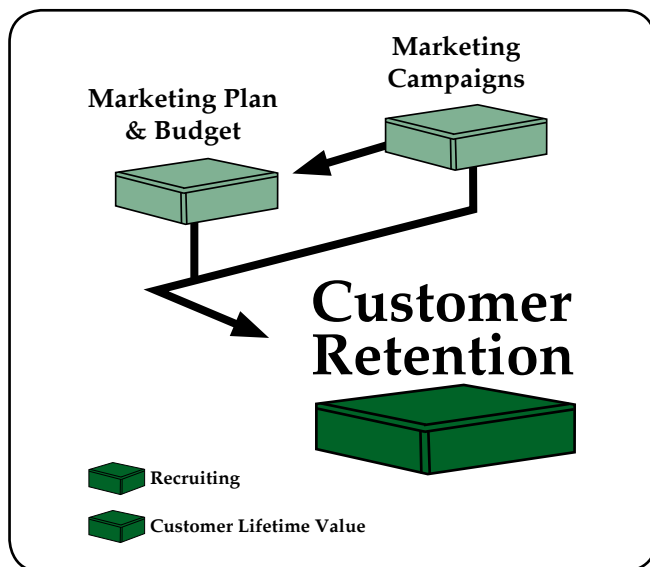 Marketing
Campaigns
Marketing Plan
& Budget
Customer
Retention
Recruiting
Customer Lifetime Value